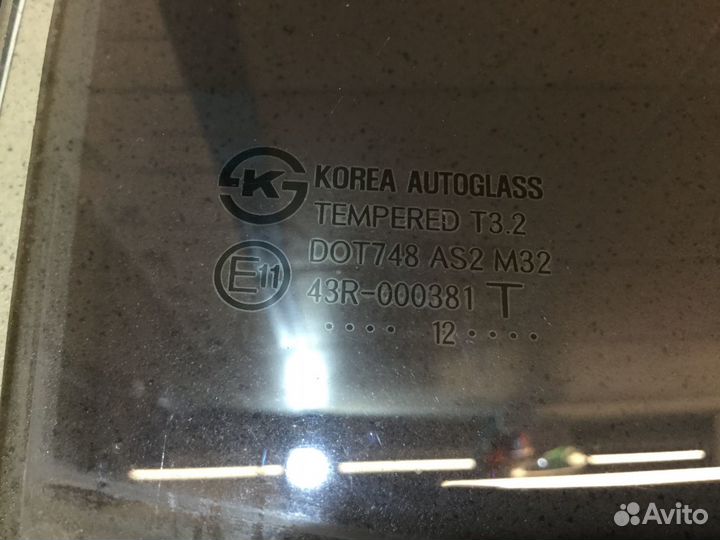 KOREA AUTOGLASS
TEMPERED T3.2
DOT748 AS2 M32
E11
43R-000381 T
•••• 12 ••••
Avito